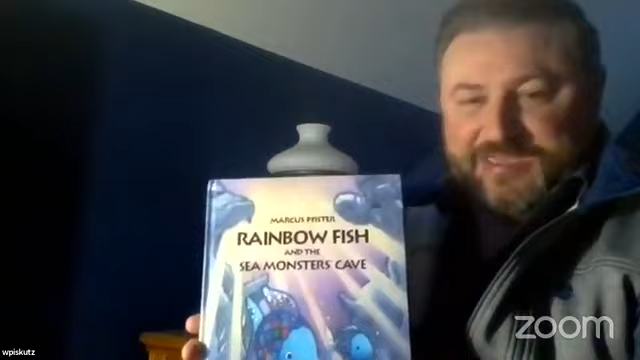 MARCUS PFISTER
RAINBOW FISH
AND THE
SEA MONSTERS' CAVE
wpiskutz
zoom